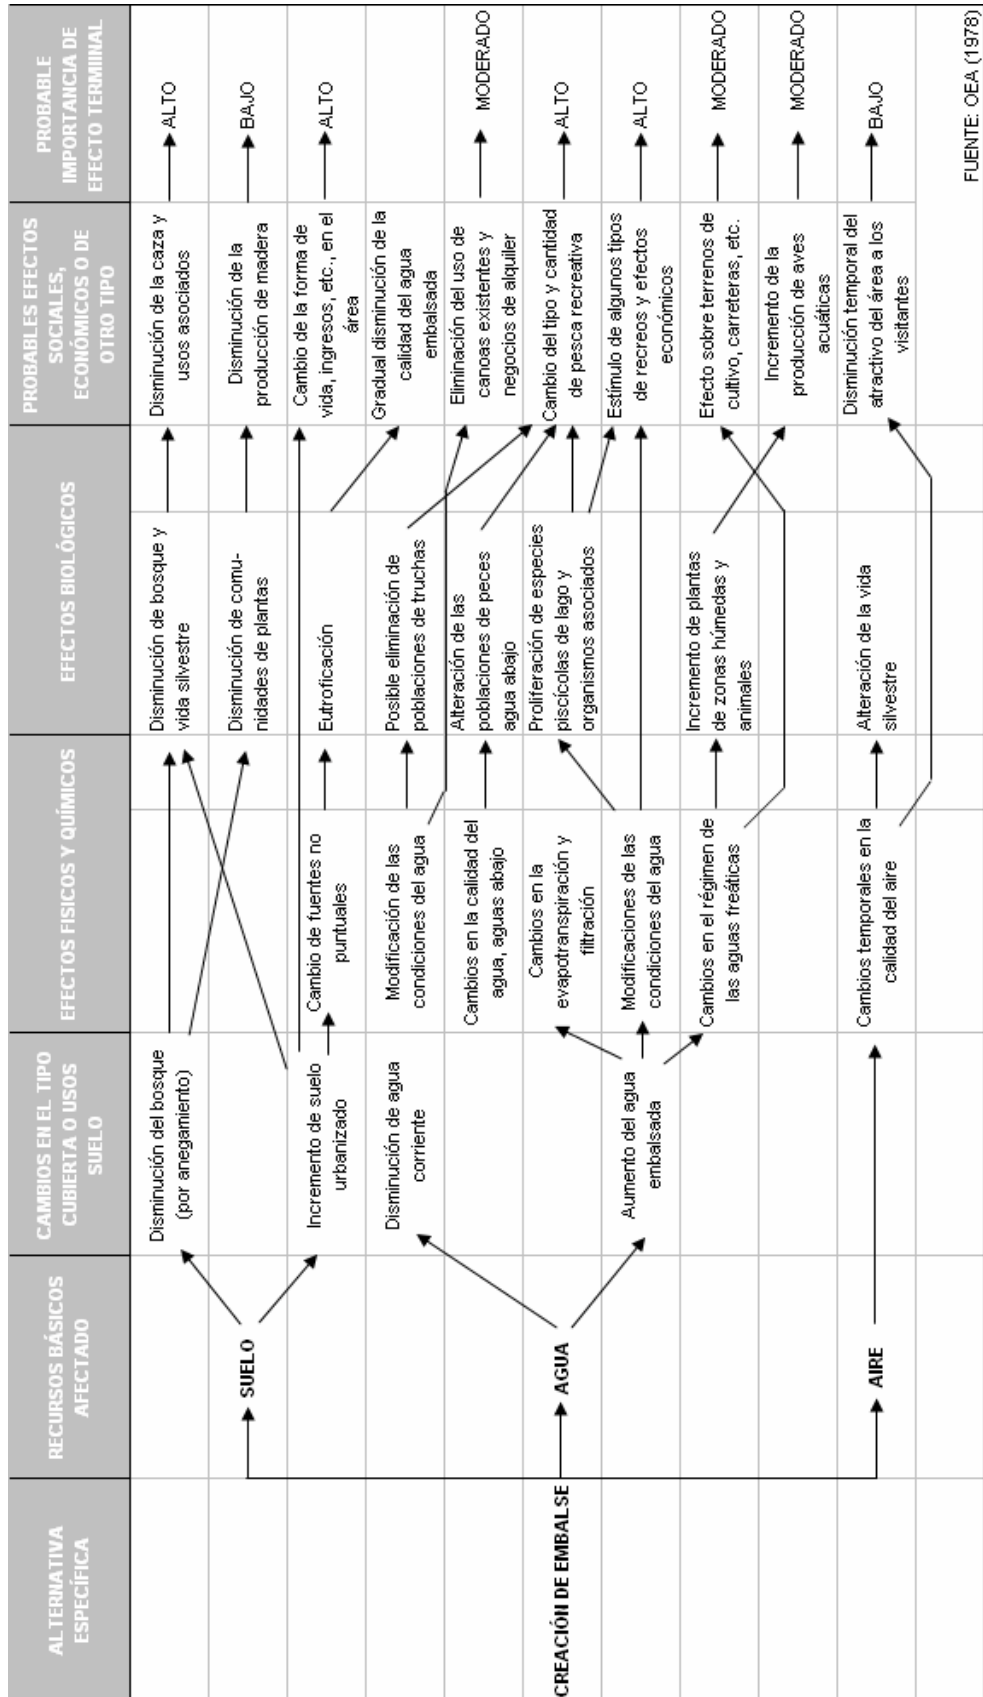 ALTERNATIVA
ESPECÍFICA
RECURSOS BÁSICOS
AFECTADO
CAMBIOS EN EL TIPO
CUBIERTA O USOS
SUELO
EFECTOS FISICOS Y QUÍMICOS
EFECTOS BIOLÓGICOS
PROBABLES EFECTOS
SOCIALES,
ECONÓMICOS O DE
OTRO TIPO
PROBABLE
IMPORTANCIA DE
EFECTO TERMIINAL
CREACIÓN DE EMBALSE
SUELO
AGUA
AIRE
Disminución del bosque
(por anegamiento)
Incremento de suelo
urbanizado
Disminución de agua
corriente
Aumento del agua
embalsada
Cambio de fuentes no
puntuales
Modificación de las
condiciones del agua
Cambios en la calidad del
agua, aguas abajo
Cambios en la
evapotranspiración y
filtración
Modificaciones de las
condiciones del agua
Cambios en el régimen de
las aguas freáticas
Cambios temporales en la
calidad del aire
Disminución de bosque y
vida silvestre
Disminución de comu-
nidades de plantas
Eutroficación
Posible eliminación de
poblaciones de truchas
Alteración de las
poblaciones de peces
agua abajo
Proliferación de especies
piscícolas de lago y
organismos asociados
Incremento de plantas
de zonas húmedas y
animales
Alteración de la vida
silvestre
Disminución de la caza y
usos asociados
Disminución de la
producción de madera
Cambio de la forma de
vida, ingresos, etc., en el
área
Gradual disminución de la
calidad del agua
embalsada
Eliminación del uso de
canoas existentes y
negocios de alquiler
Cambio del tipo y cantidad
de pesca recreativa
Estímulo de algunos tipos
de recreos y efectos
económicos
Efecto sobre terrenos de
cultivo, carreteras, etc.
Incremento de la
producción de aves
acuáticas
Disminución temporal del
atractivo del área a los
visitantes
ALTO
BAJO
ALTO
MODERADO
ALTO
ALTO
MODERADO
MODERADO
BAJO
FUENTE: OEA (1978)